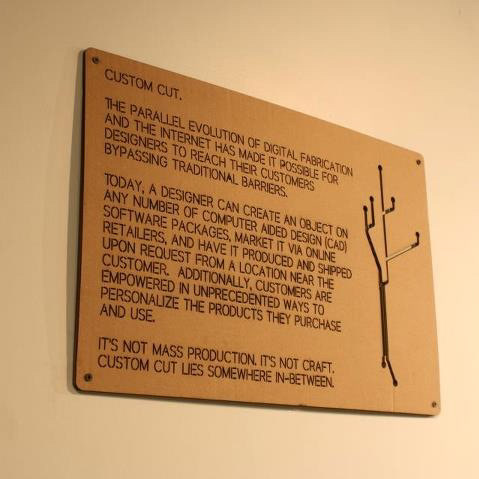 CUSTOM CUT.
THE PARALLEL EVOLUTION OF DIGITAL FABRICATION
AND THE INTERNET HAS MADE IT POSSIBLE FOR
DESIGNERS TO REACH THEIR CUSTOMERS
BYPASSING TRADITIONAL BARRIERS.
TODAY, A DESIGNER CAN CREATE AN OBJECT ON
ANY NUMBER OF COMPUTER AIDED DESIGN (CAD)
SOFTWARE PACKAGES, MARKET IT VIA ONLINE
RETAILERS, AND HAVE IT PRODUCED AND SHIPPED
UPON REQUEST FROM A LOCATION NEAR THE
CUSTOMER. ADDITIONALLY, CUSTOMERS ARE
EMPOWERED IN UNPRECEDENTED WAYS TO
PERSONALIZE THE PRODUCTS THEY PURCHASE
AND USE.
IT'S NOT MASS PRODUCTION. IT'S NOT CRAFT.
CUSTOM CUT LIES SOMEWHERE IN-BETWEEN.